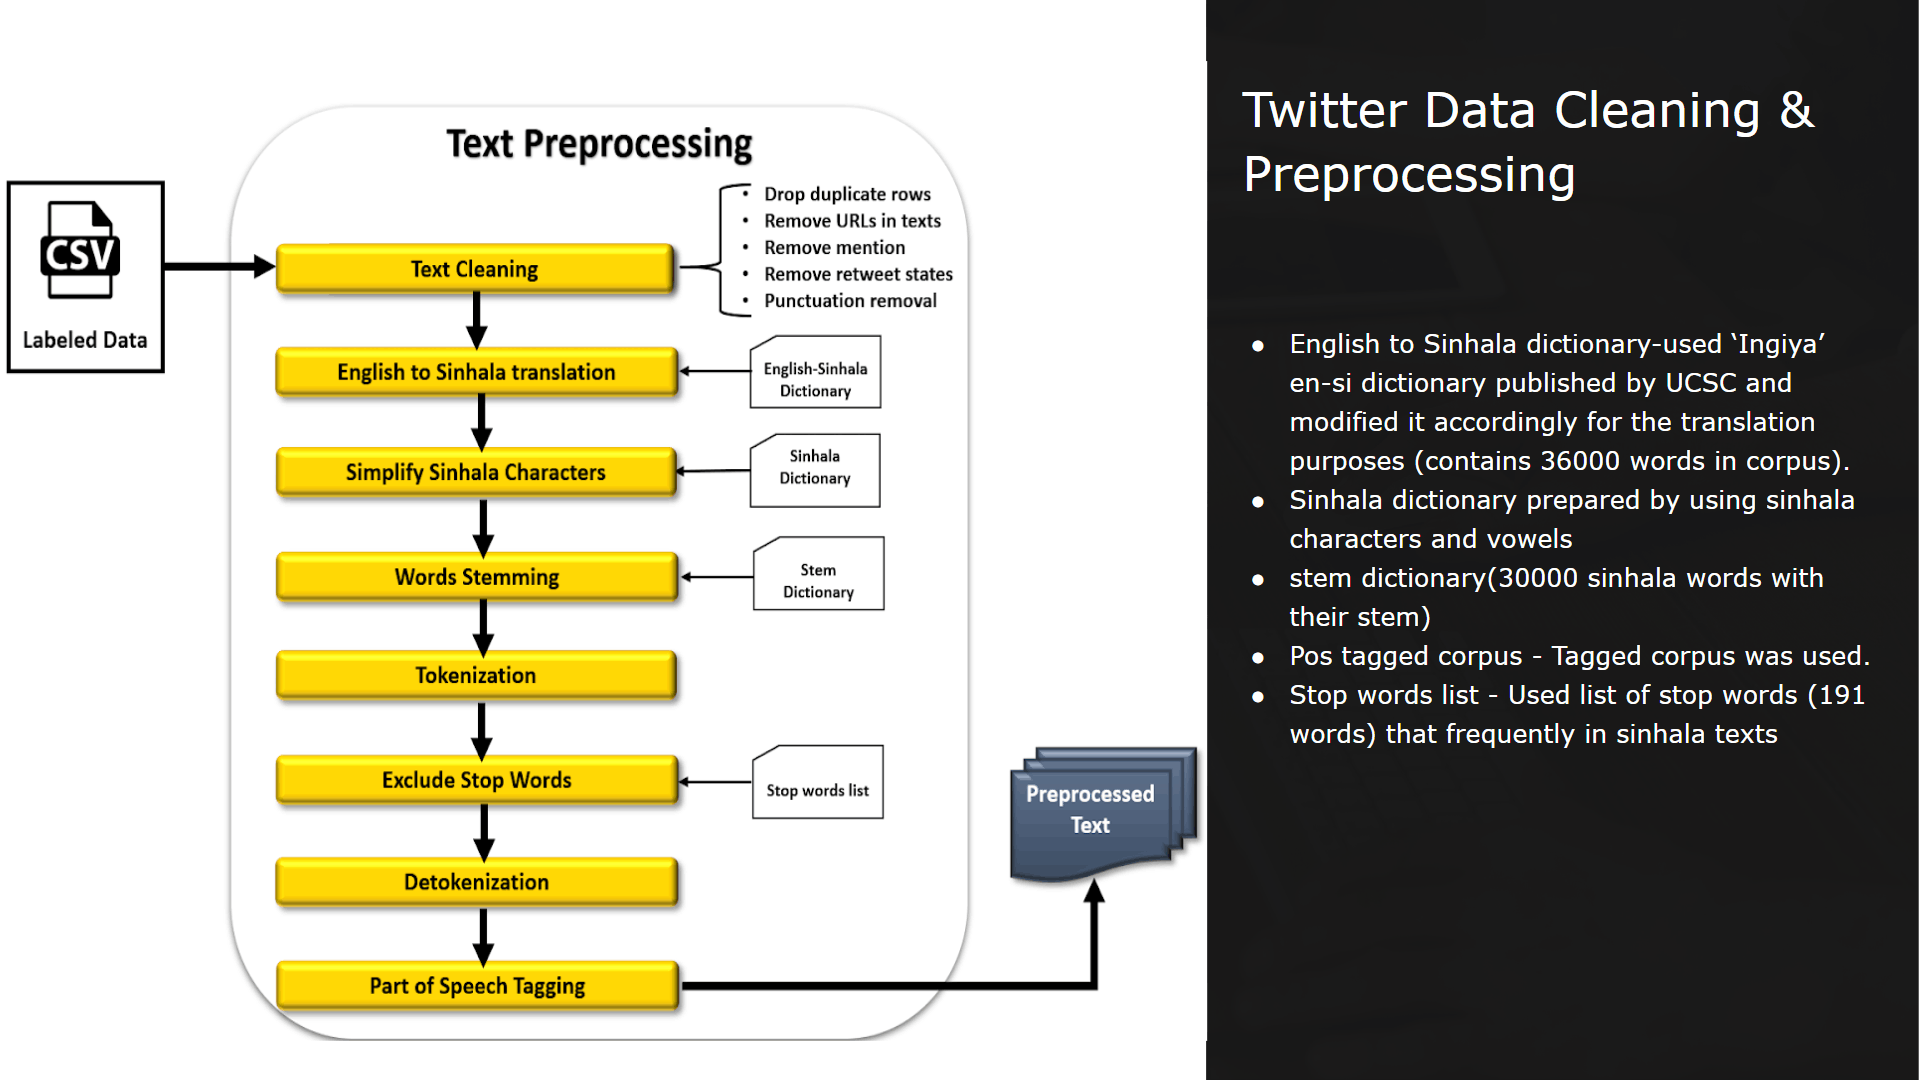 Text Preprocessing
CSV
Labeled Data
Text Cleaning
• Drop duplicate rows
• Remove URLs in texts
• Remove mention
• Remove retweet states
• Punctuation removal
English to Sinhala translation
English-Sinhala
Dictionary
Simplify Sinhala Characters
Sinhala
Dictionary
Words Stemming
Stem
Dictionary
Tokenization
Exclude Stop Words
Stop words list
Detokenization
Part of Speech Tagging
Preprocessed
Text
Twitter Data Cleaning &
Preprocessing
● English to Sinhala dictionary-used ‘Ingiya’
en-si dictionary published by UCSC and
modified it accordingly for the translation
purposes (contains 36000 words in corpus).
● Sinhala dictionary prepared by using sinhala
characters and vowels
● stem dictionary(30000 sinhala words with
their stem)
● Pos tagged corpus - Tagged corpus was used.
● Stop words list - Used list of stop words (191
words) that frequently in sinhala texts